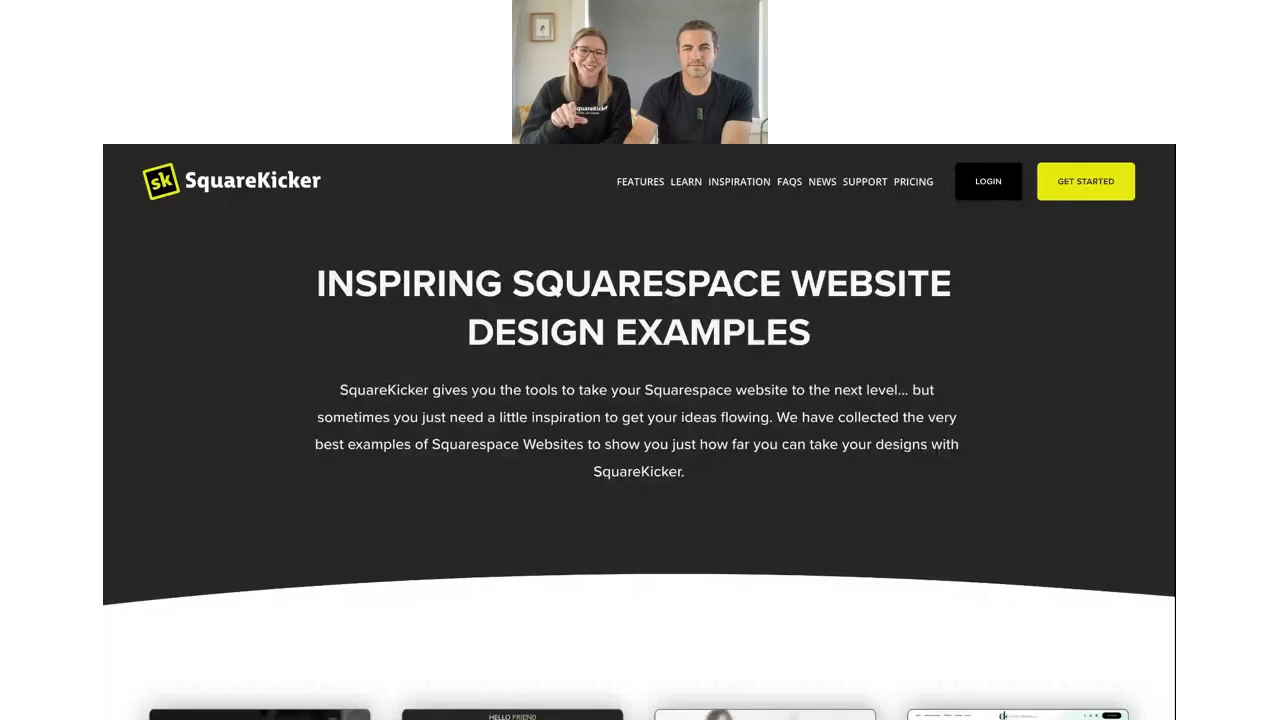 SquareKicker
sk SquareKicker
FEATURES LEARN INSPIRATION FAQS NEWS SUPPORT PRICING
LOGIN
GET STARTED
INSPIRING SQUARESPACE WEBSITE
DESIGN EXAMPLES
SquareKicker gives you the tools to take your Squarespace website to the next level... but
sometimes you just need a little inspiration to get your ideas flowing. We have collected the very
best examples of Squarespace Websites to show you just how far you can take your designs with
SquareKicker.
HELLO FRIEND